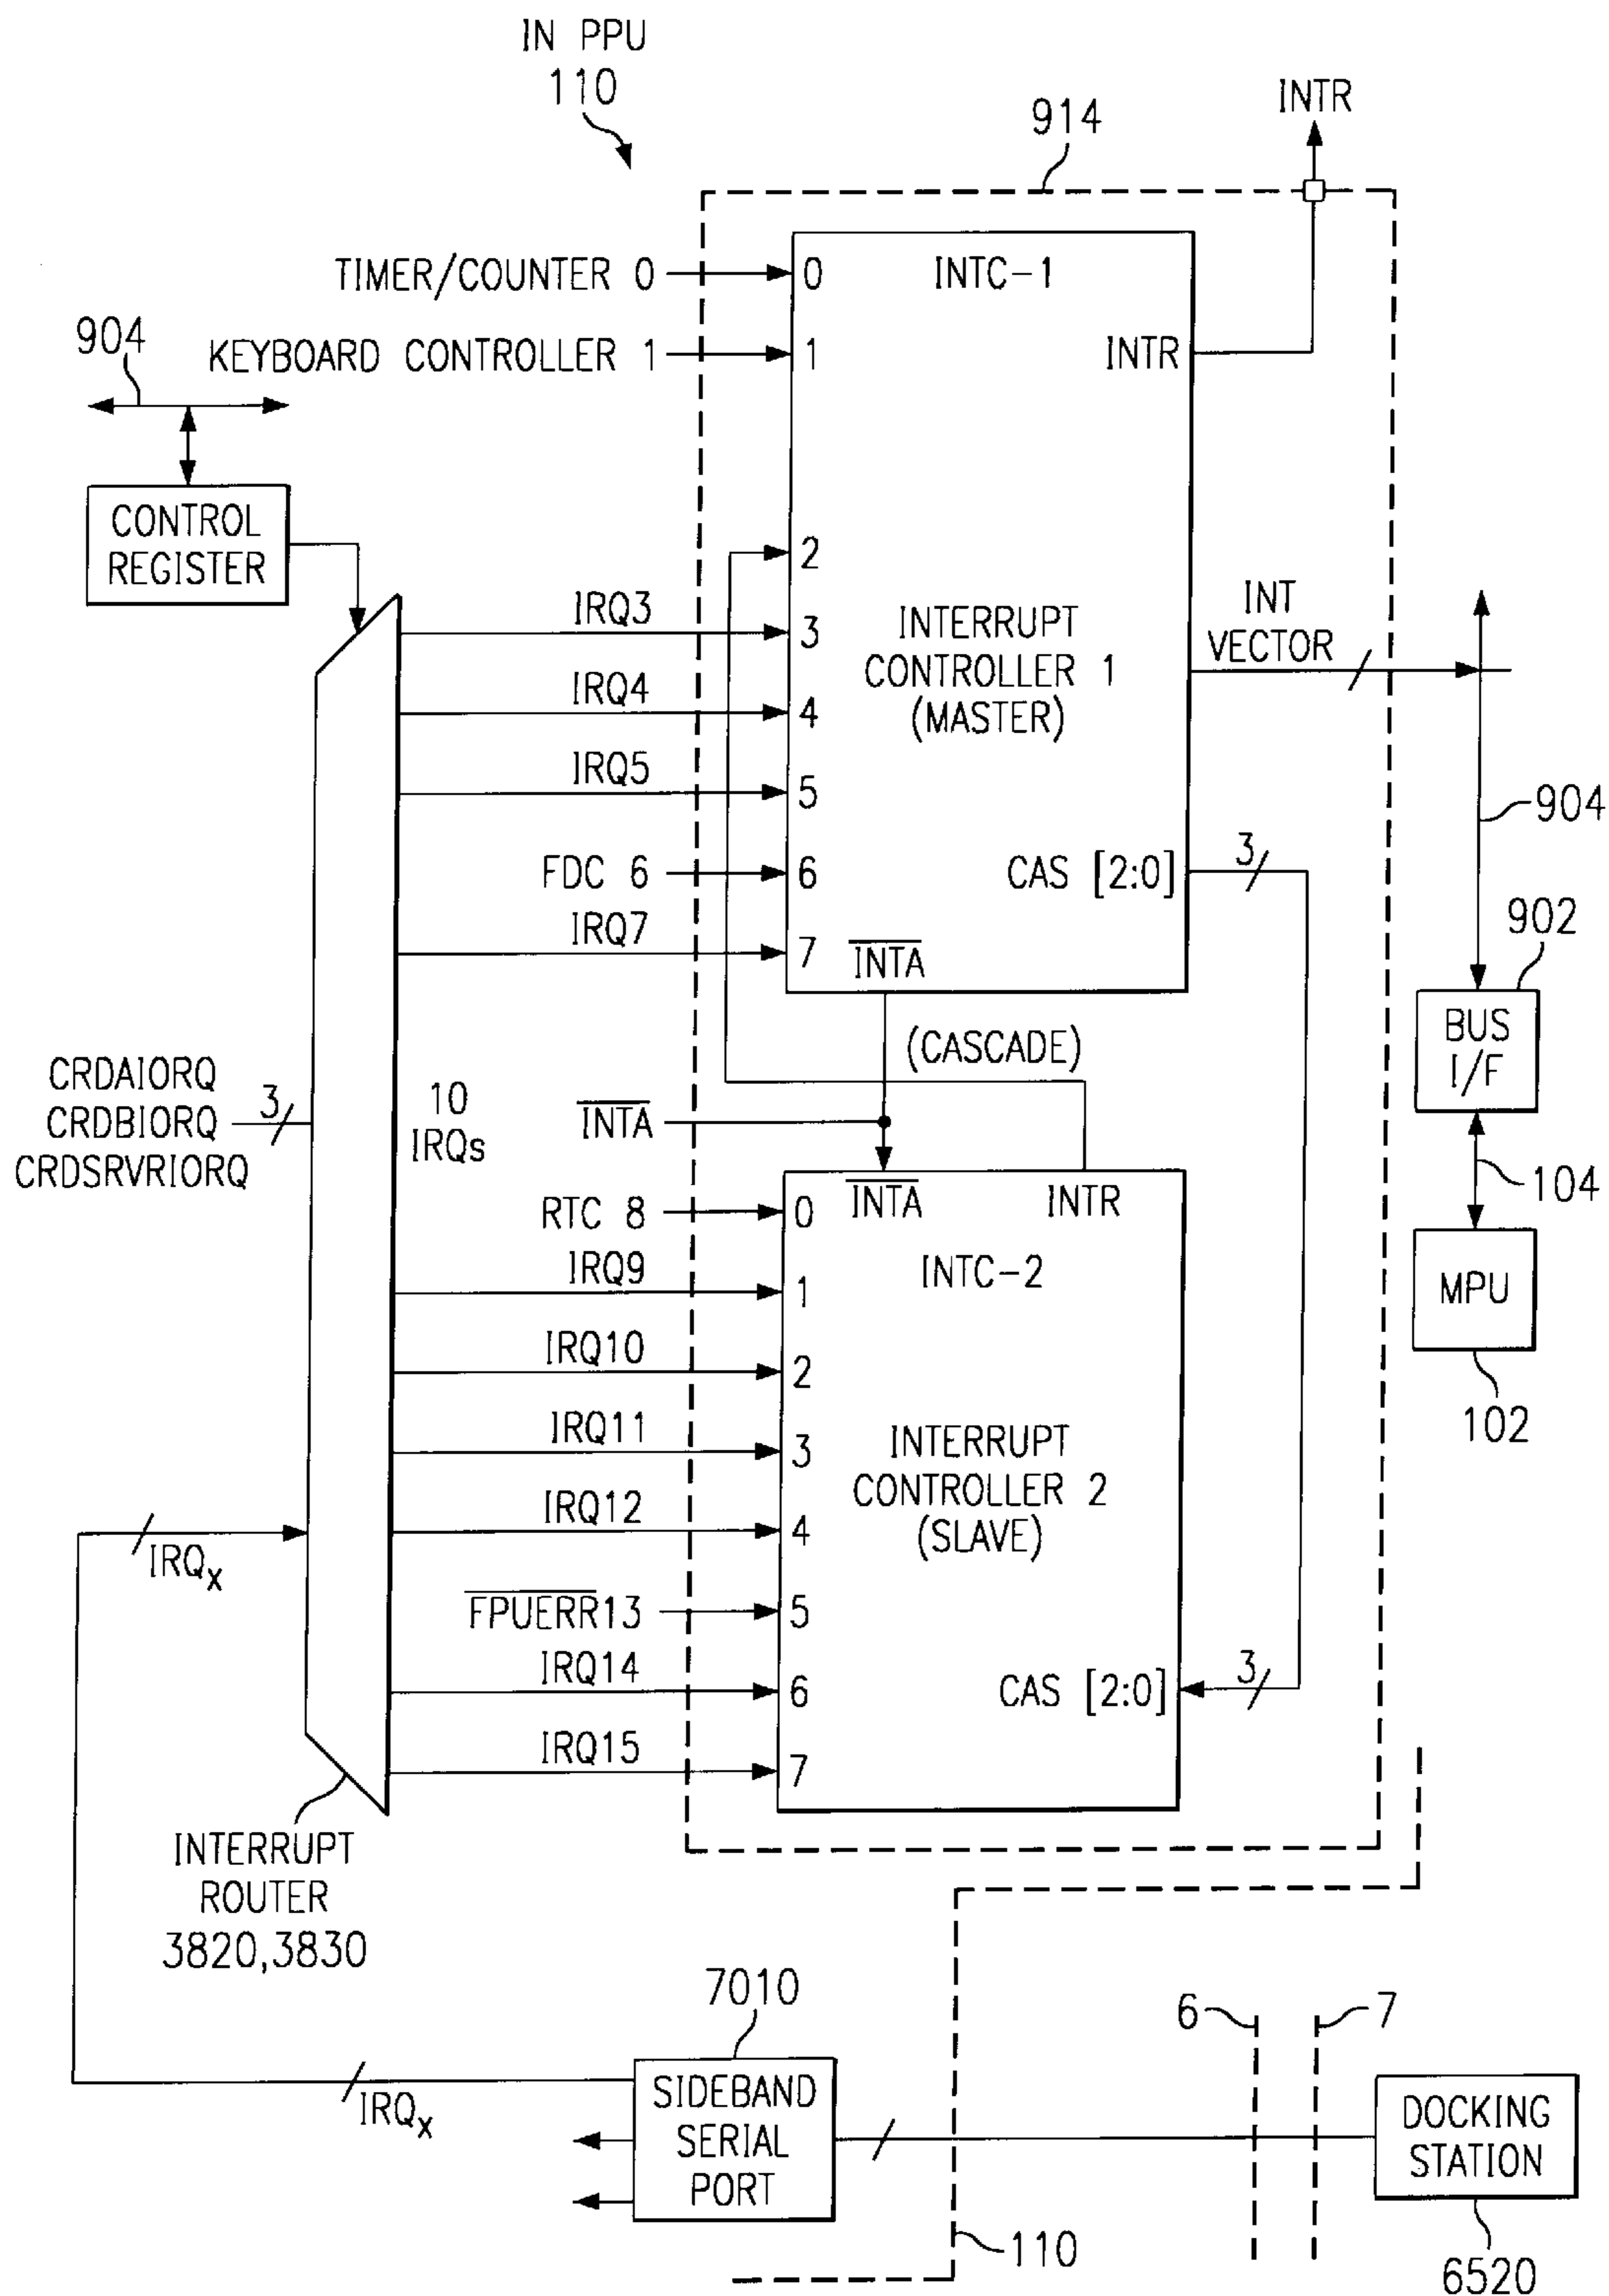 IN PPU
110
914
INTR
TIMER/COUNTER 0
0
INTC-1
904
KEYBOARD CONTROLLER 1
1
INTR
CONTROL
REGISTER
2
IRQ3
3
INTERRUPT
CONTROLLER 1
(MASTER)
INT
VECTOR
IRQ4
4
IRQ5
5
904
FDC 6
6
CAS [2:0]
3
IRQ7
7
INTA
902
BUS
I/F
(CASCADE)
CRDAIORQ
CRDBIORQ
CRDSRVRIORQ
3
10
IRQs
INTA
104
RTC 8
0
INTA
INTR
IRQ9
1
INTC-2
MPU
IRQ10
2
102
IRQ11
3
INTERRUPT
CONTROLLER 2
(SLAVE)
IRQ12
4
IRQx
FPUERR13
5
IRQ14
6
CAS [2:0]
3
IRQ15
7
INTERRUPT
ROUTER
3820,3830
7010
6
7
IRQx
SIDEBAND
SERIAL
PORT
DOCKING
STATION
110
6520